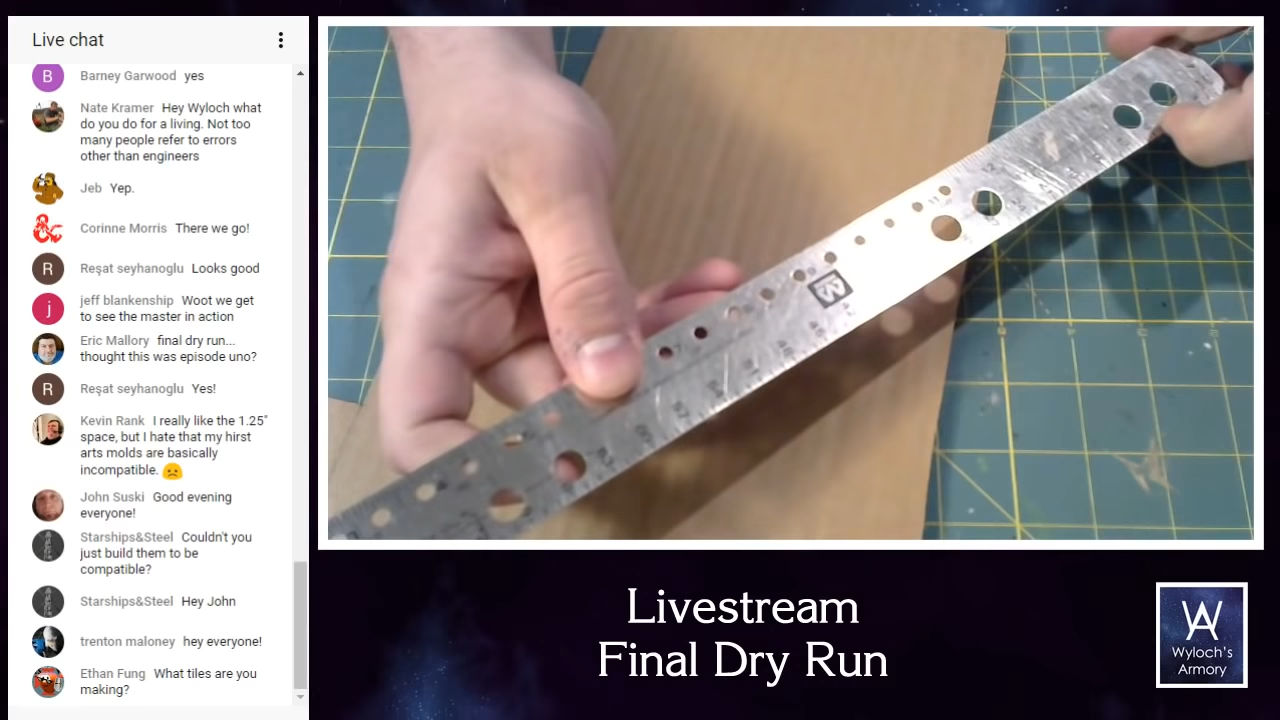 Live chat
B Barney Garwood yes
Nate Kramer Hey Wyloch what
do you do for a living. Not too
many people refer to errors
other than engineers
Jeb Yep.
Corinne Morris There we go!
R Reşat seyhanoglu Looks good
j jeff blankenship Woot we get
to see the master in action
Eric Mallory final dry run...
thought this was episode uno?
R Reşat seyhanoglu Yes!
Kevin Rank I really like the 1.25"
space, but I hate that my hirst
arts molds are basically
incompatible.
John Suski Good evening
everyone!
Starships&Steel Couldn't you
just build them to be
compatible?
Starships&Steel Hey John
trenton maloney hey everyone!
Ethan Fung What tiles are you
making?
Livestream
Final Dry Run
WA
Wyloch's
Armory